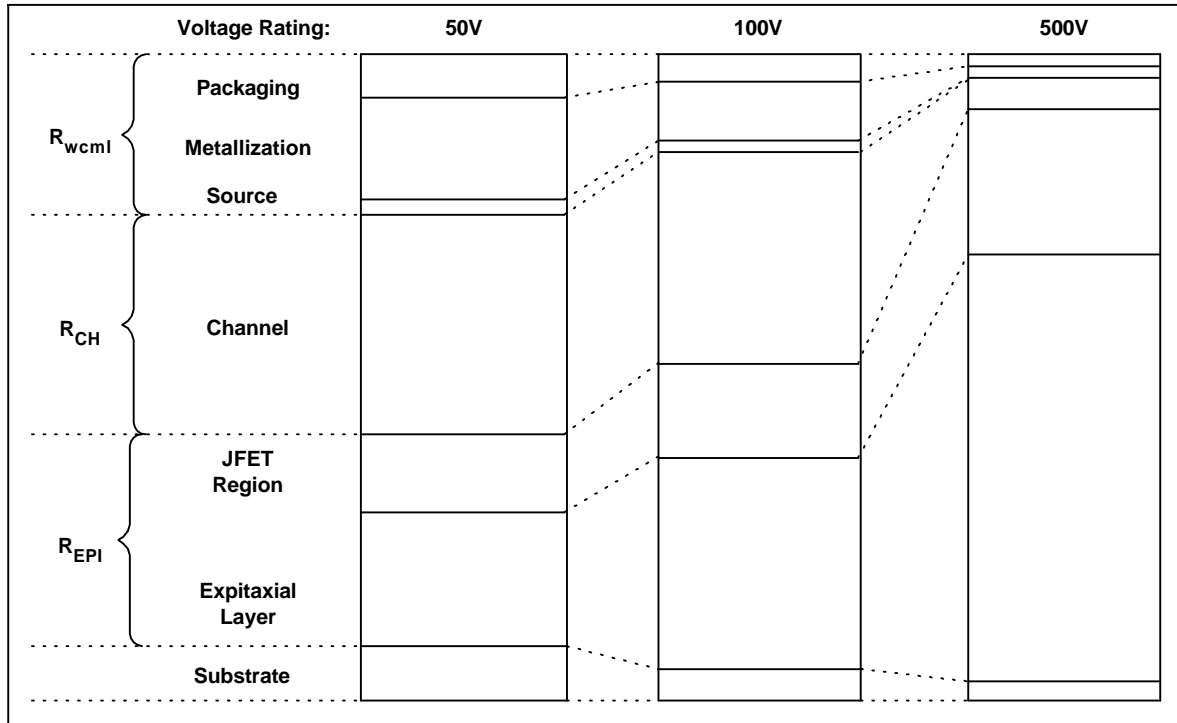 Voltage Rating: 50V 100V 500V
Packaging
R_wcml
Metallization
Source
R_CH
Channel
JFET
Region
R_EPI
Expitaxial
Layer
Substrate